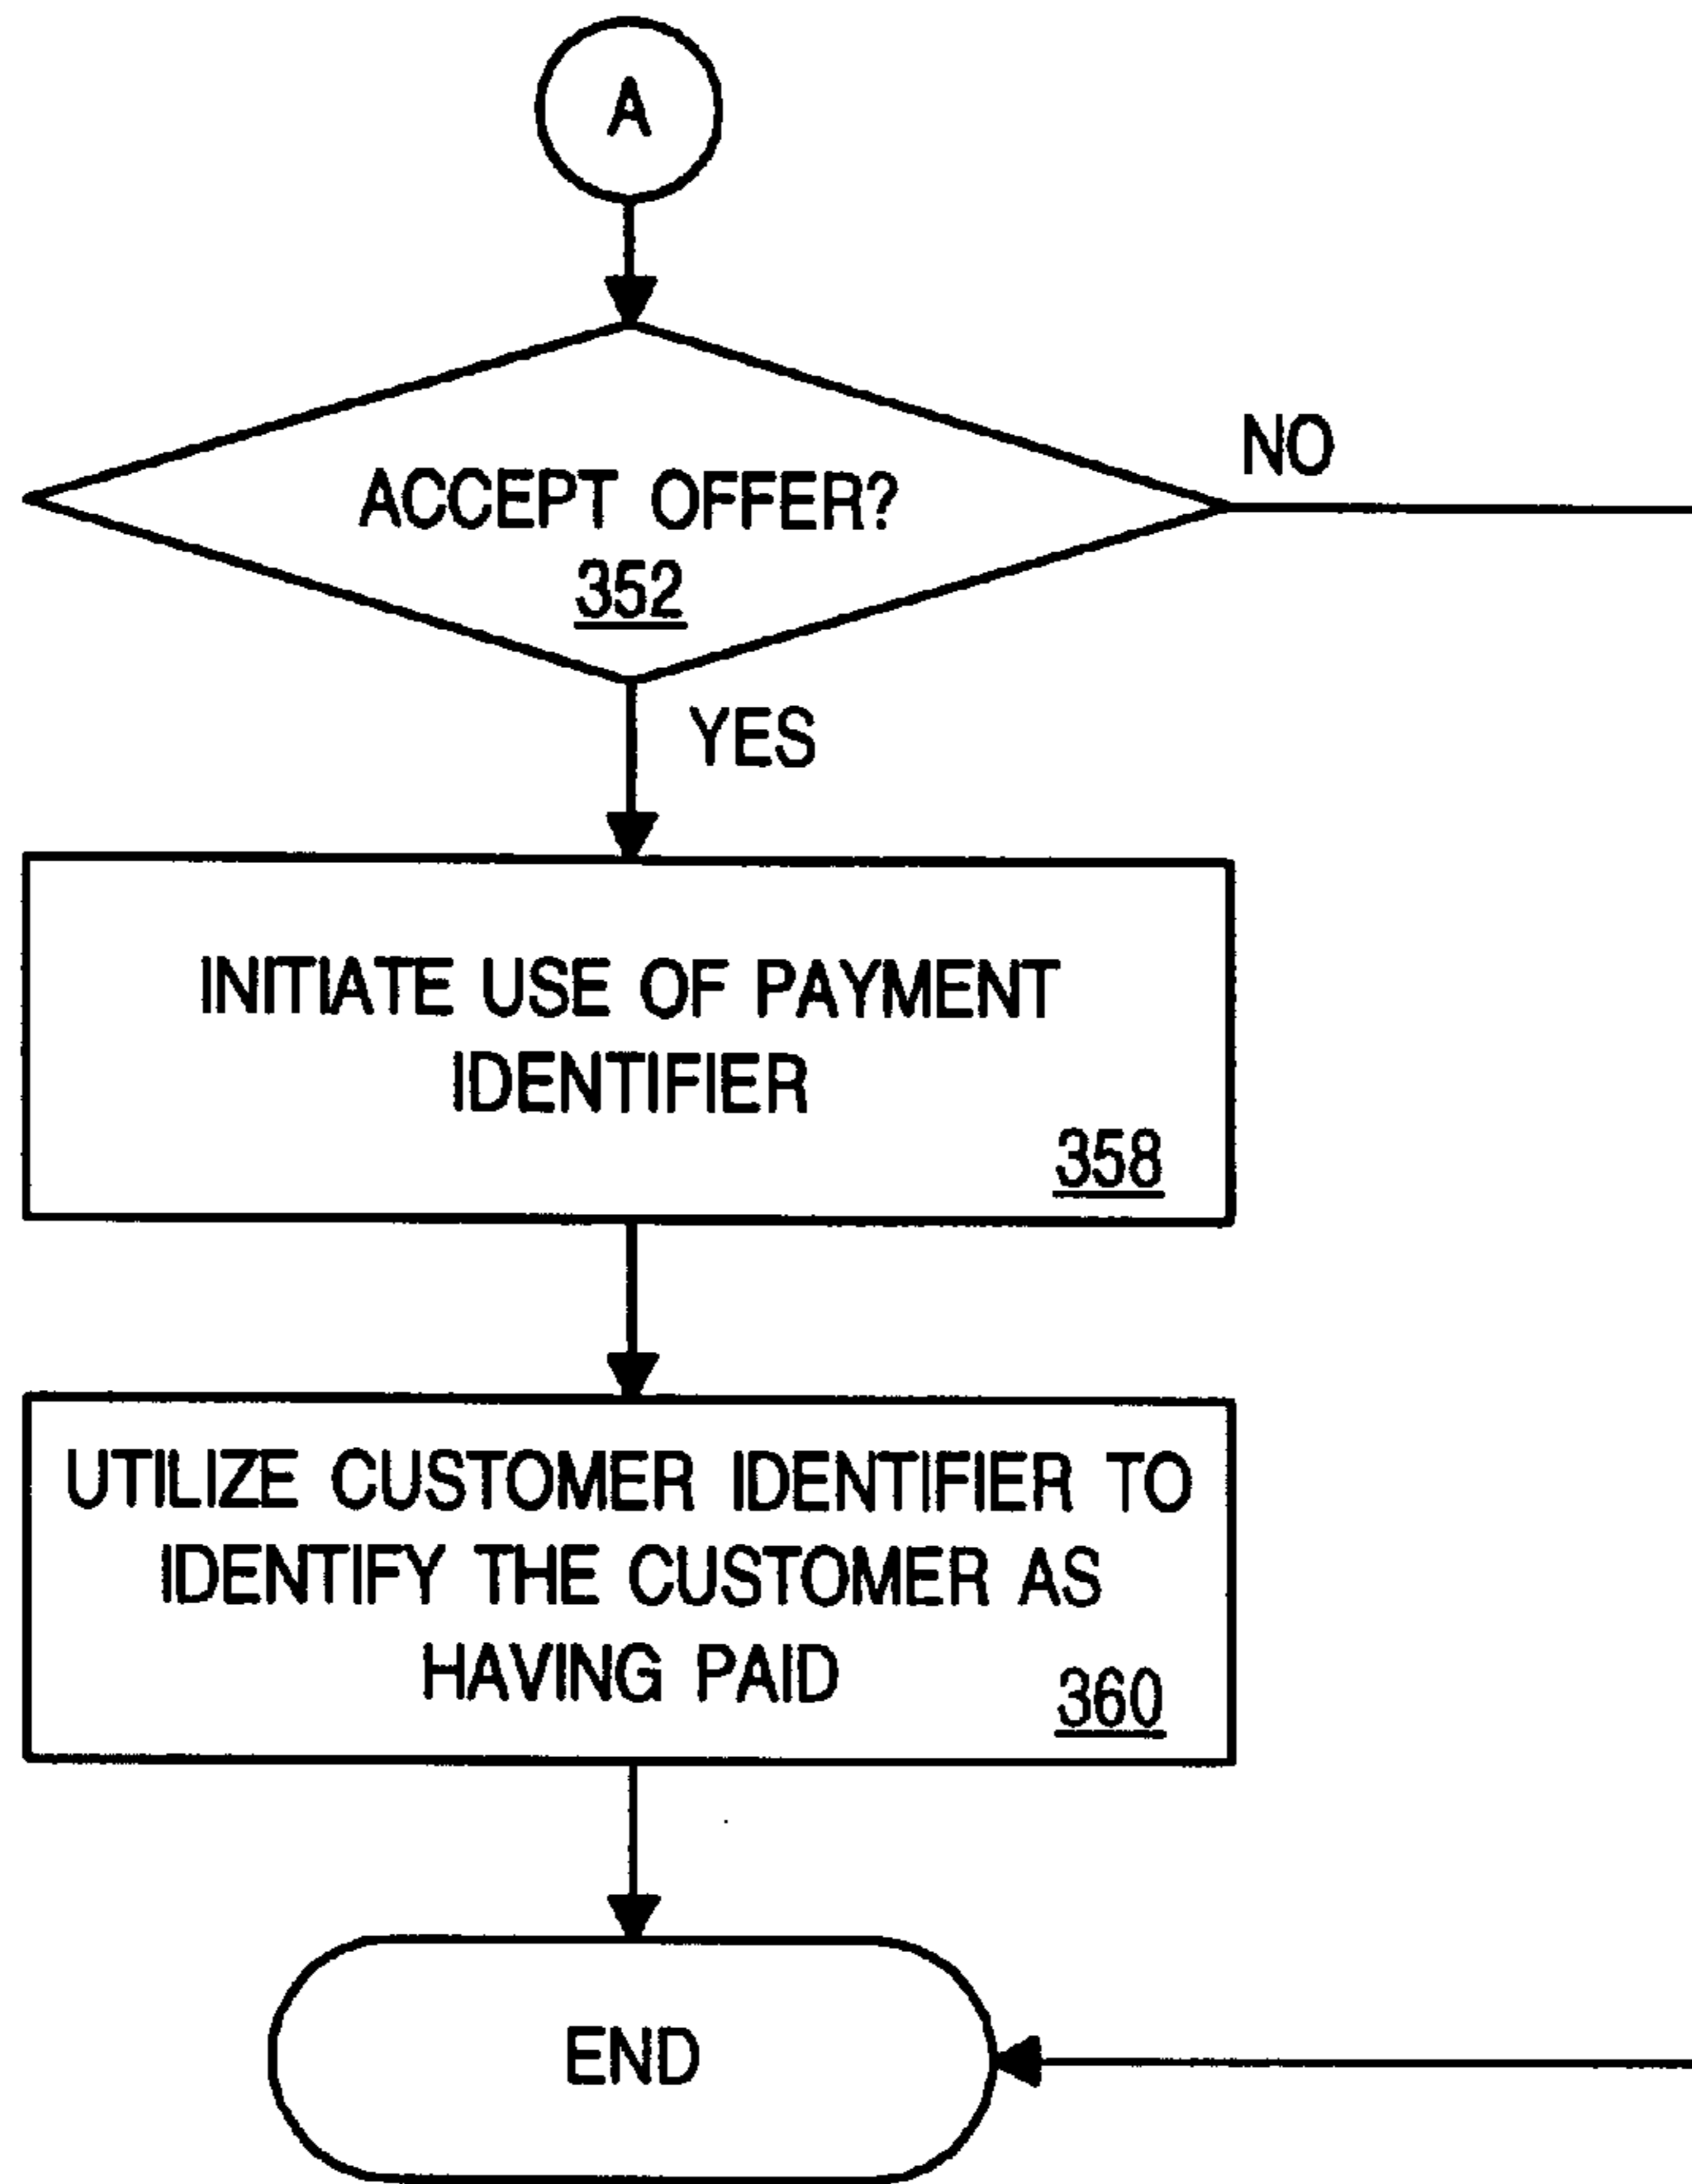 A
ACCEPT OFFER?
352
NO
YES
INITIATE USE OF PAYMENT
IDENTIFIER
358
UTILIZE CUSTOMER IDENTIFIER TO
IDENTIFY THE CUSTOMER AS
HAVING PAID
360
END